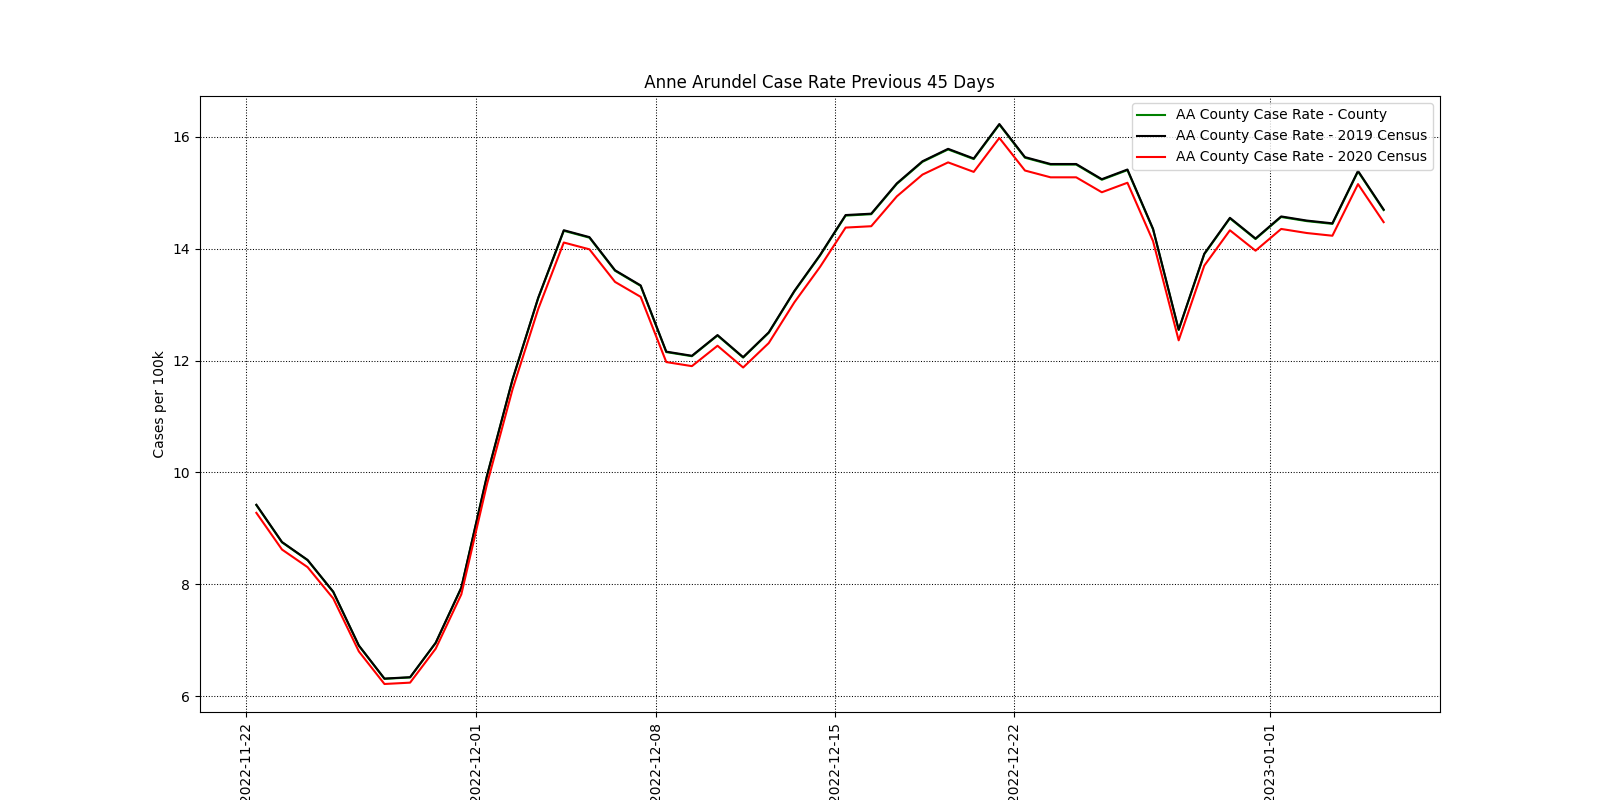 Anne Arundel Case Rate Previous 45 Days
AA County Case Rate - County
AA County Case Rate - 2019 Census
AA County Case Rate - 2020 Census
16
14
12
10
8
6
Cases per 100k
2022-11-22
2022-12-01
2022-12-08
2022-12-15
2022-12-22
2023-01-01